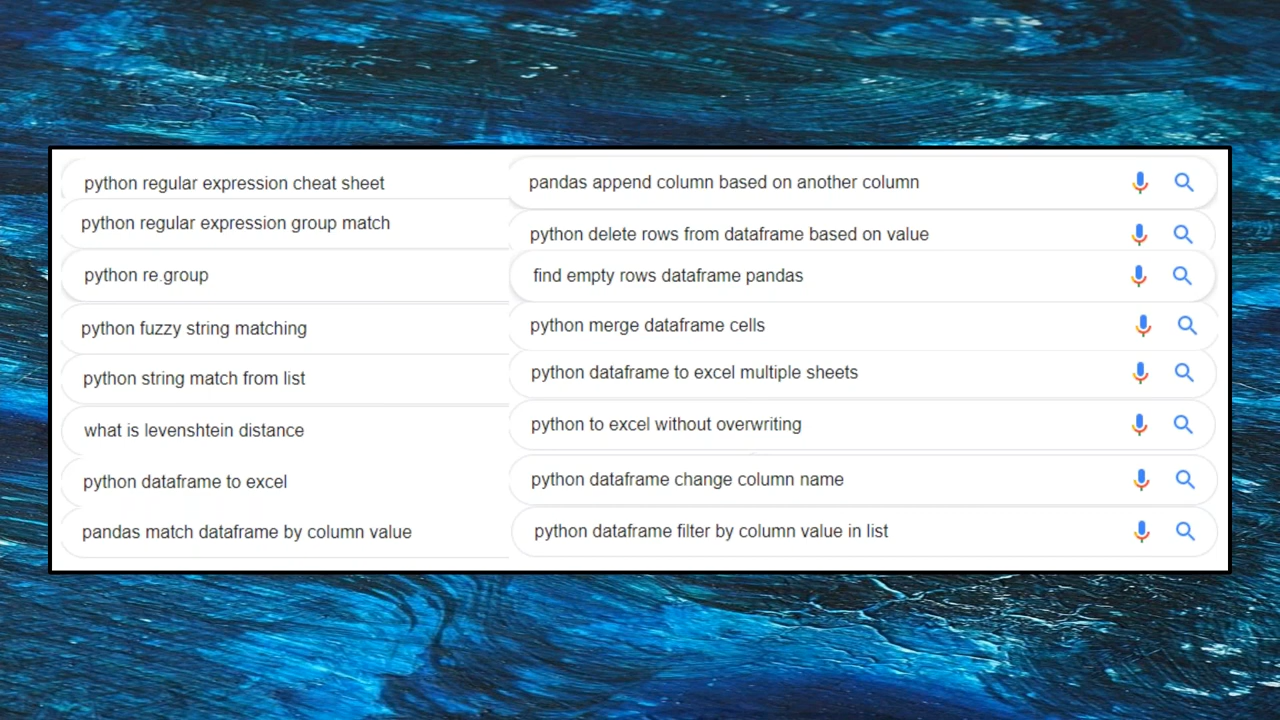 python regular expression cheat sheet
python regular expression group match
python re.group
python fuzzy string matching
python string match from list
what is levenshtein distance
python dataframe to excel
pandas match dataframe by column value
pandas append column based on another column
python delete rows from dataframe based on value
find empty rows dataframe pandas
python merge dataframe cells
python dataframe to excel multiple sheets
python to excel without overwriting
python dataframe change column name
python dataframe filter by column value in list